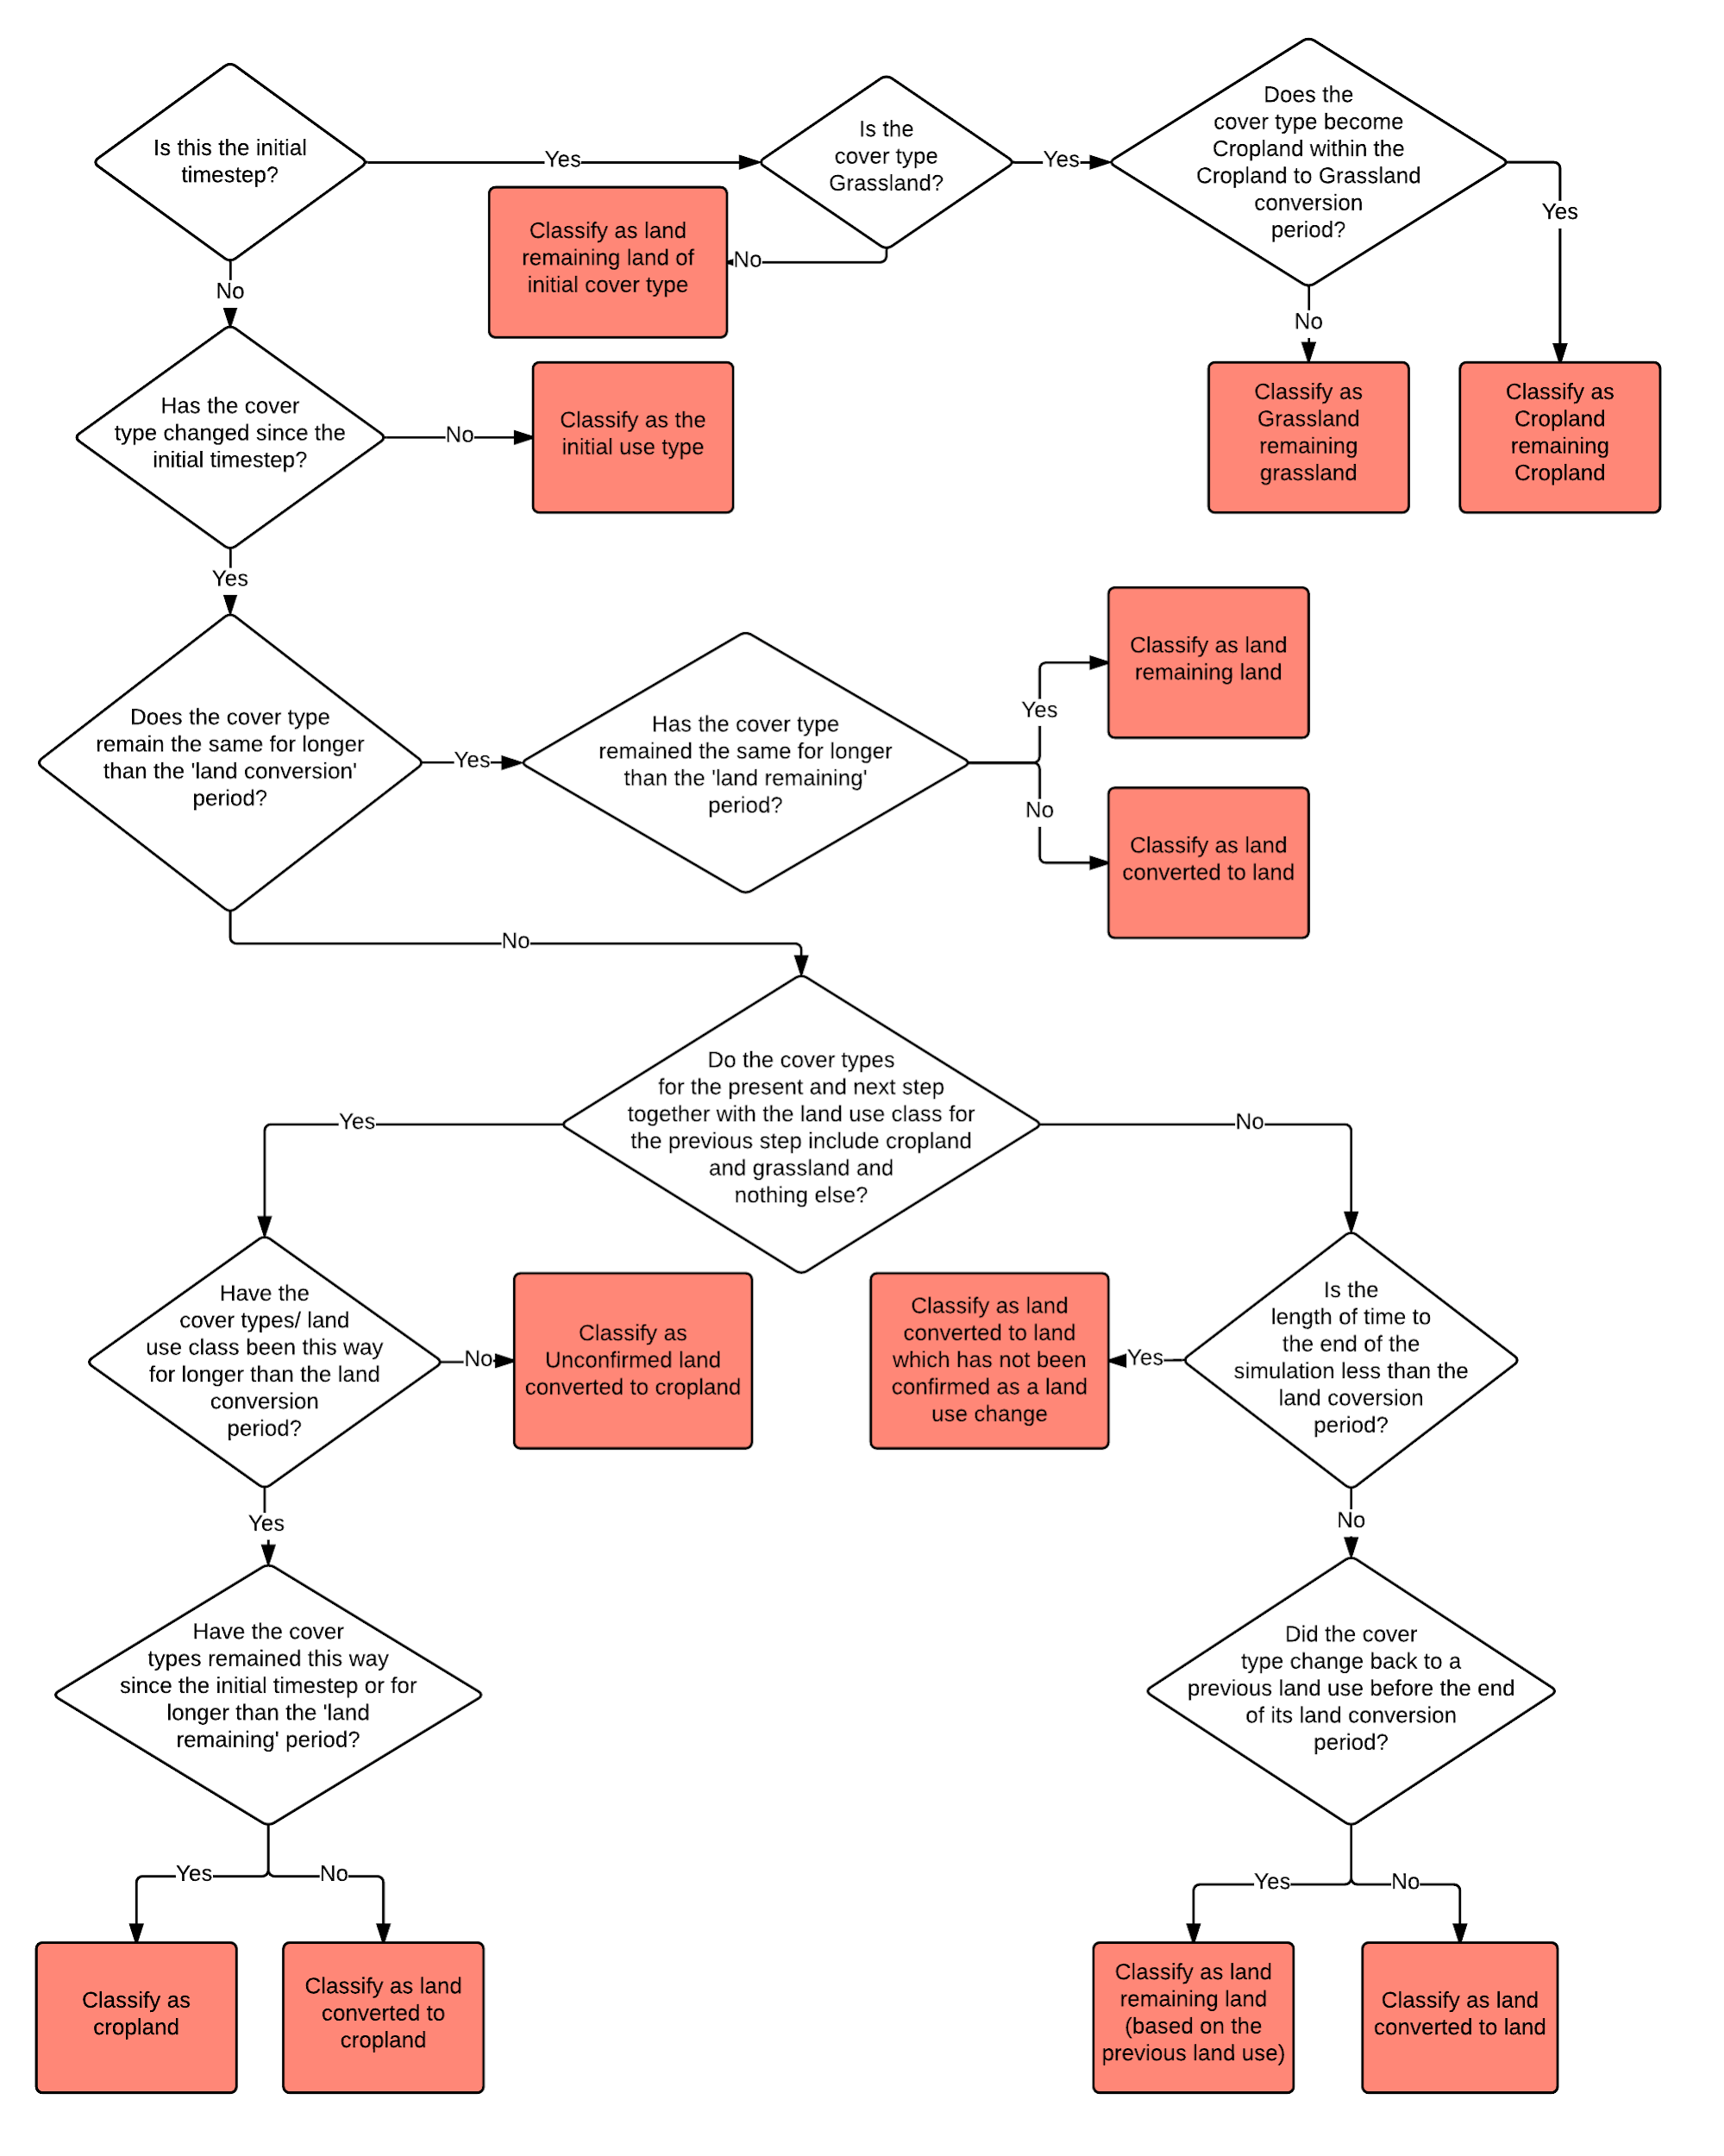 Is this the initial
timestep?
Yes
Is the
cover type
Grassland?
Yes
Does the
cover type become
Cropland within the
Cropland to Grassland
conversion
period?
Yes
No
Classify as land
remaining land of
initial cover type
No
No
Classify as
Grassland
remaining
grassland
Classify as
Cropland
remaining
Cropland
Has the cover
type changed since the
initial timestep?
No
Classify as the
initial use type
Yes
Does the cover type
remain the same for longer
than the 'land conversion'
period?
Yes
Has the cover type
remained the same for longer
than the 'land remaining'
period?
Yes
Classify as land
remaining land
No
Classify as land
converted to land
No
Do the cover types
for the present and next step
together with the land use class for
the previous step include cropland
and grassland and
nothing else?
Yes
No
Have the
cover types/ land
use class been this way
for longer than the land
conversion
period?
No
Classify as
Unconfirmed land
converted to cropland
Classify as land
converted to land
which has not been
confirmed as a land
use change
Yes
Is the
length of time to
the end of the
simulation less than the
land coversion
period?
Yes
No
Have the cover
types remained this way
since the initial timestep or for
longer than the 'land
remaining' period?
Did the cover
type change back to a
previous land use before the end
of its land conversion
period?
Yes
No
Yes
No
Classify as
cropland
Classify as land
converted to
cropland
Classify as land
remaining land
(based on the
previous land use)
Classify as land
converted to land